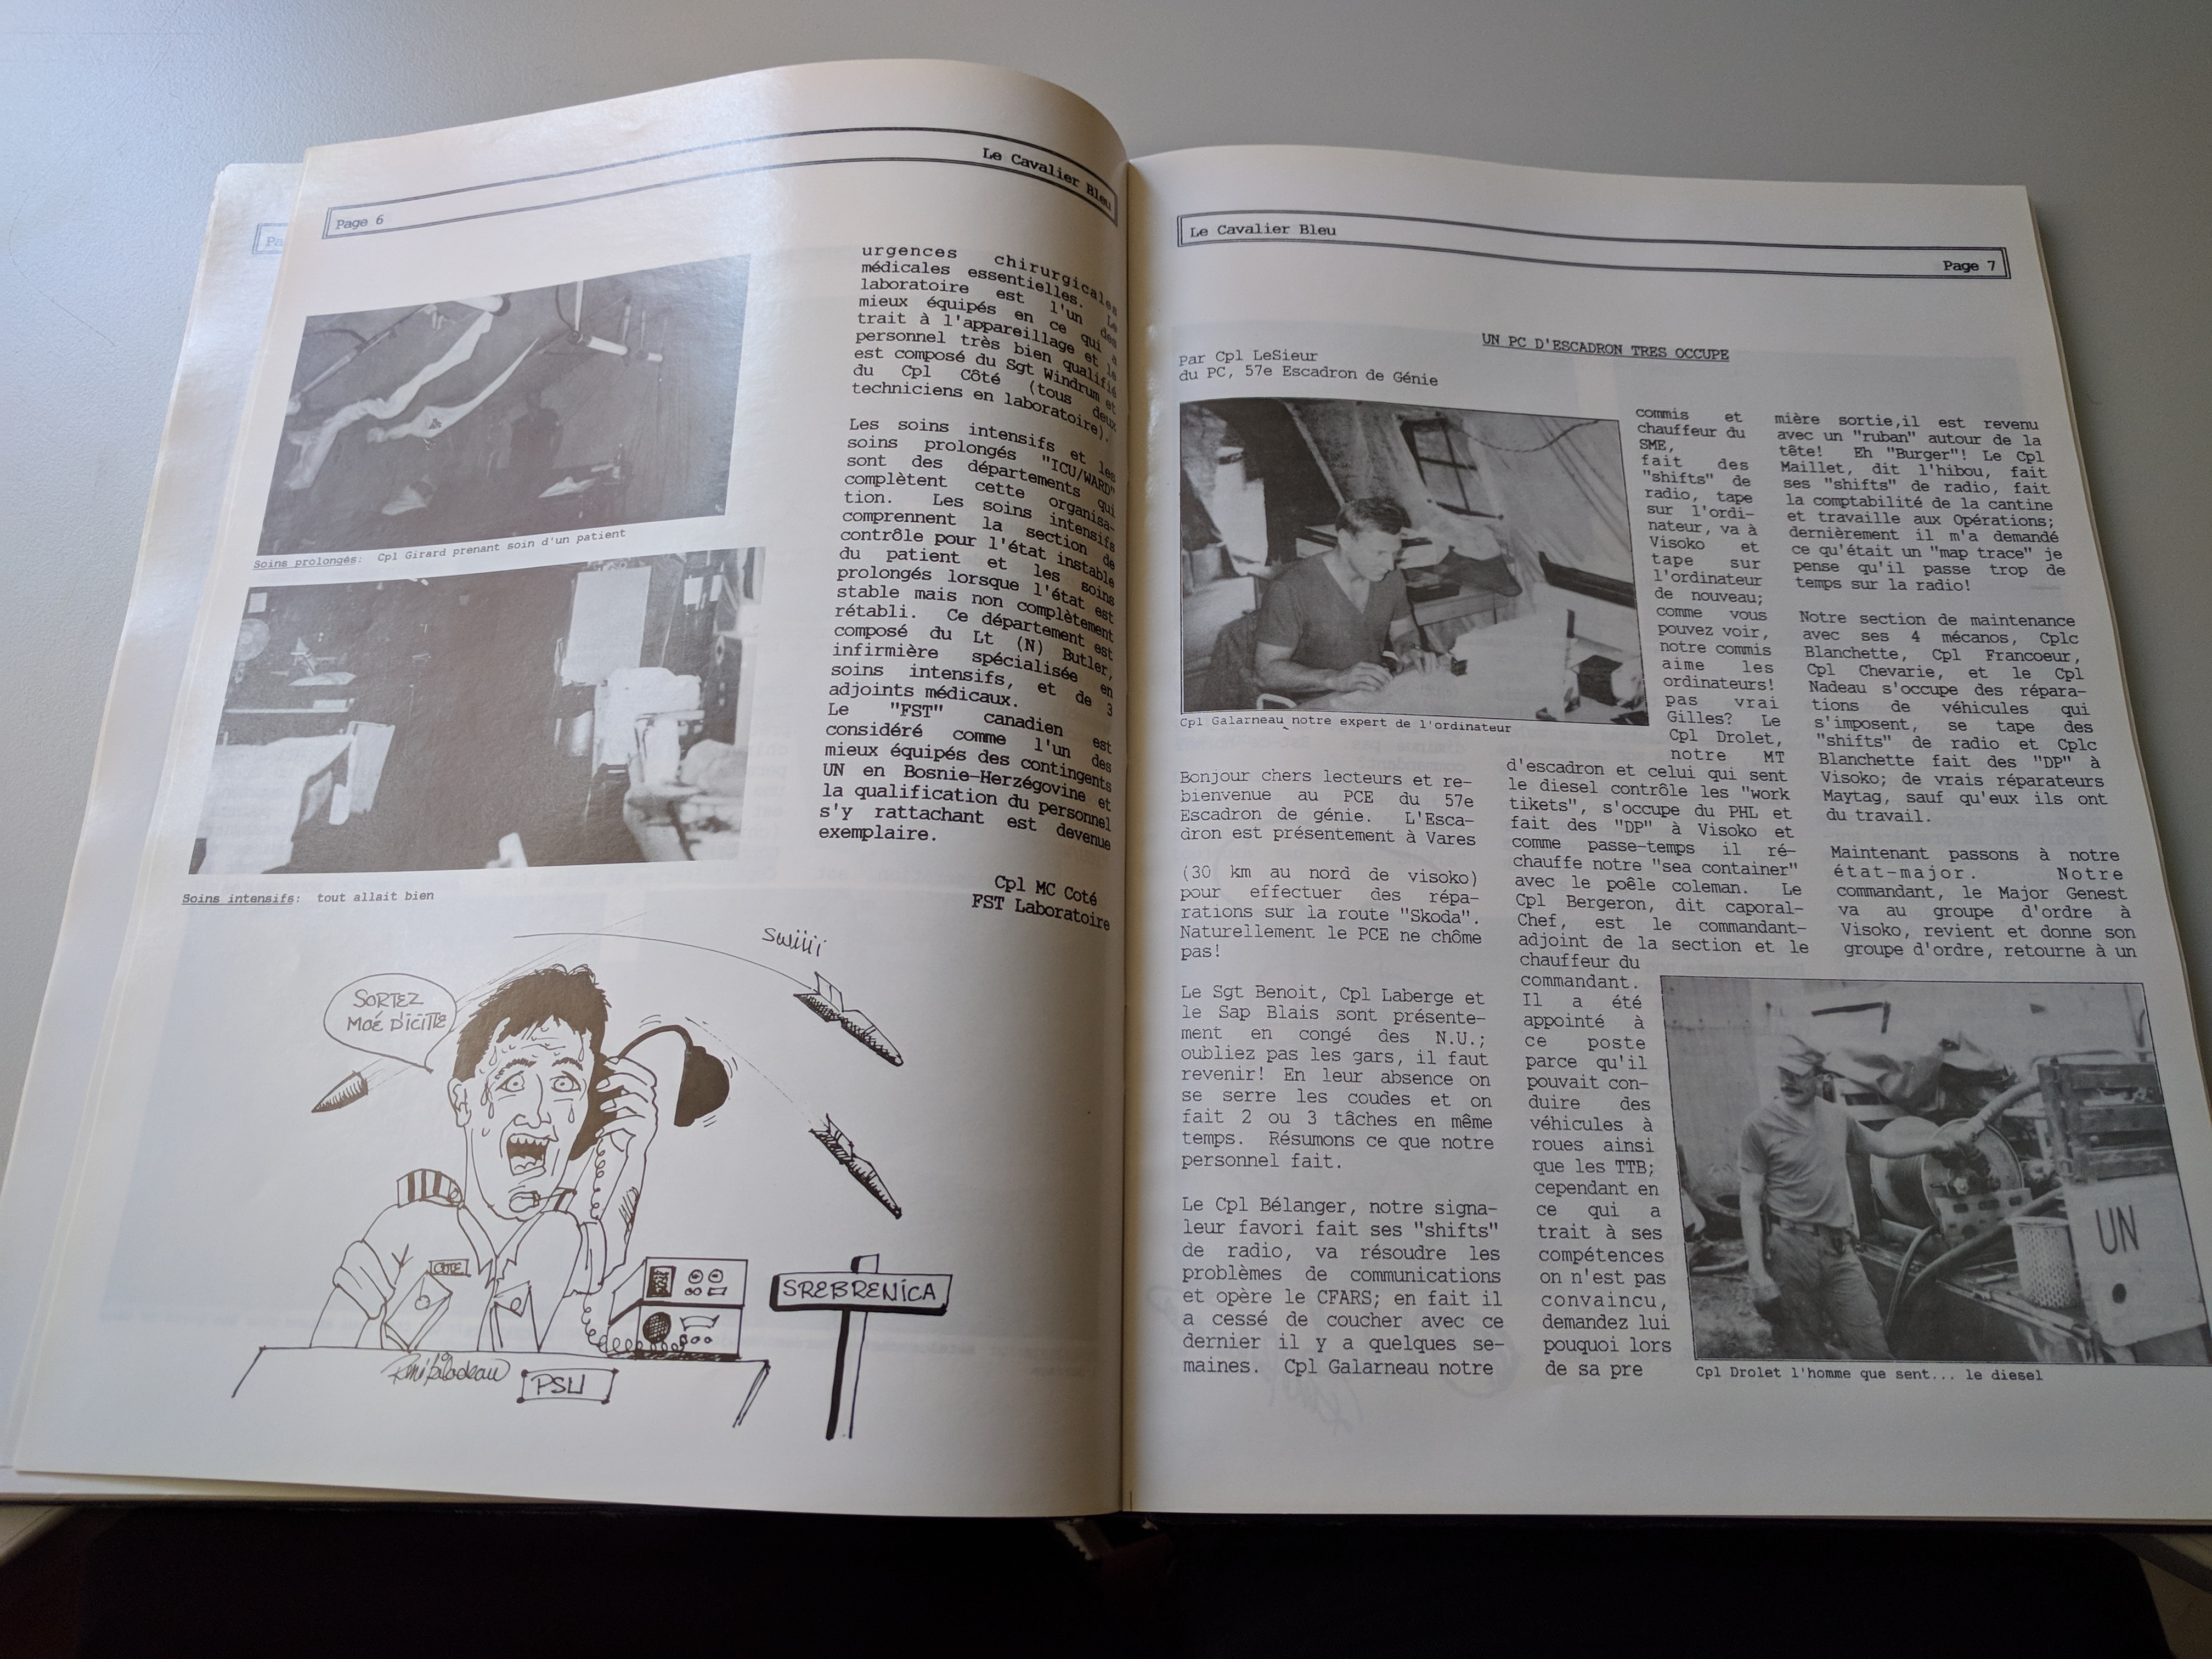 Page 6
Le Cavalier Bleu
Soins prolongés: Cpl Girard prenant soin d'un patient
Soins intensifs: tout allait bien
urgences chirurgicales
médicales essentielles. Le
laboratoire est l'un des
mieux équipés en ce qui a
trait à l'appareillage et le
personnel très bien qualifié
est composé du Sgt Windrum et
du Cpl Côté (tous deux
techniciens en laboratoire).
Les soins intensifs et les
soins prolongés "ICU/WARD"
sont des départements qui
complètent cette organisa-
tion. Les soins intensifs
comprennent la section de
contrôle pour l'état instable
du patient et les soins
prolongés lorsque l'état est
stable mais non complètement
rétabli. Ce département est
composé du Lt (N) Butler,
infirmière spécialisée en
soins intensifs, et de 3
adjoints médicaux.
Le "FST" canadien est
considéré comme l'un des
mieux équipés des contingents
UN en Bosnie-Herzégovine et
la qualification du personnel
s'y rattachant est devenue
exemplaire.
Cpl MC Coté
FST Laboratoire
SWiiii
SORTEZ
MOÉ D'ICITTE
COTE
SREBRENICA
Rémi Bilodeau
PSU
Le Cavalier Bleu
Page 7
UN PC D'ESCADRON TRES OCCUPE
Par Cpl LeSieur
du PC, 57e Escadron de Génie
Cpl Galarneau notre expert de l'ordinateur
Bonjour chers lecteurs et re-
bienvenue au PCE du 57e
Escadron de génie. L'Esca-
dron est présentement à Vares
(30 km au nord de visoko)
pour effectuer des répa-
rations sur la route "Skoda".
Naturellement le PCE ne chôme
pas!
Le Sgt Benoit, Cpl Laberge et
le Sap Blais sont présente-
ment en congé des N.U.;
oubliez pas les gars, il faut
revenir! En leur absence on
se serre les coudes et on
fait 2 ou 3 tâches en même
temps. Résumons ce que notre
personnel fait.
Le Cpl Bélanger, notre signa-
leur favori fait ses "shifts"
de radio, va résoudre les
problèmes de communications
et opère le CFARS; en fait il
a cessé de coucher avec ce
dernier il y a quelques se-
maines. Cpl Galarneau notre
commis et
chauffeur du
SME,
fait des
"shifts" de
radio, tape
sur l'ordi-
nateur, va à
Visoko et
tape sur
l'ordinateur
de nouveau;
comme vous
pouvez voir,
notre commis
aime les
ordinateurs!
pas vrai
Gilles? Le
Cpl Drolet,
notre MT
d'escadron et celui qui sent
le diesel contrôle les "work
tikets", s'occupe du PHL et
fait des "DP" à Visoko et
comme passe-temps il ré-
chauffe notre "sea container"
avec le poêle coleman. Le
Cpl Bergeron, dit caporal-
Chef, est le commandant-
adjoint de la section et le
chauffeur du
commandant.
Il a été
appointé à
ce poste
parce qu'il
pouvait con-
duire des
véhicules à
roues ainsi
que les TTB;
cependant en
ce qui a
trait à ses
compétences
on n'est pas
convaincu,
demandez lui
pouquoi lors
de sa pre
mière sortie,il est revenu
avec un "ruban" autour de la
tête! Eh "Burger"! Le Cpl
Maillet, dit l'hibou, fait
ses "shifts" de radio, fait
la comptabilité de la cantine
et travaille aux Opérations;
dernièrement il m'a demandé
ce qu'était un "map trace" je
pense qu'il passe trop de
temps sur la radio!
Notre section de maintenance
avec ses 4 mécanos, Cplc
Blanchette, Cpl Francoeur,
Cpl Chevarie, et le Cpl
Nadeau s'occupe des répara-
tions de véhicules qui
s'imposent, se tape des
"shifts" de radio et Cplc
Blanchette fait des "DP" à
Visoko; de vrais réparateurs
Maytag, sauf qu'eux ils ont
du travail.
Maintenant passons à notre
état-major. Notre
commandant, le Major Genest
va au groupe d'ordre à
Visoko, revient et donne son
groupe d'ordre, retourne à un
UN
Cpl Drolet l'homme que sent... le diesel